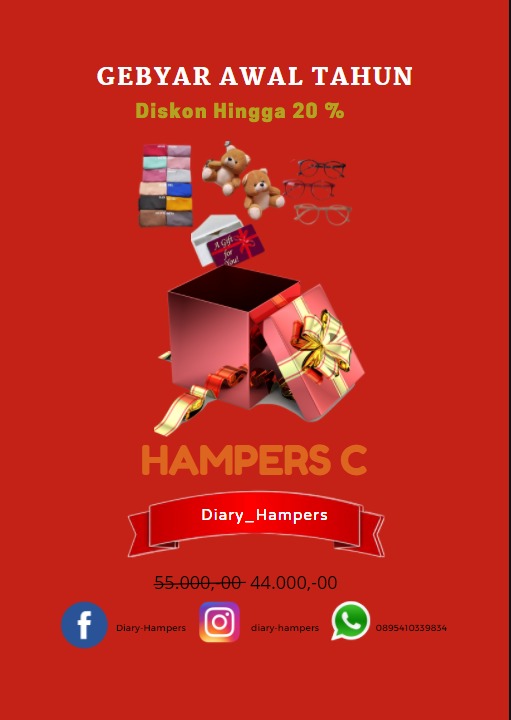 GEBYAR AWAL TAHUN
Diskon Hingga 20 %
A Gift
for
You!
HAMPERS C
Diary_Hampers
55.000,-00 44.000,-00
Diary-Hampers diary-hampers 0895410339834